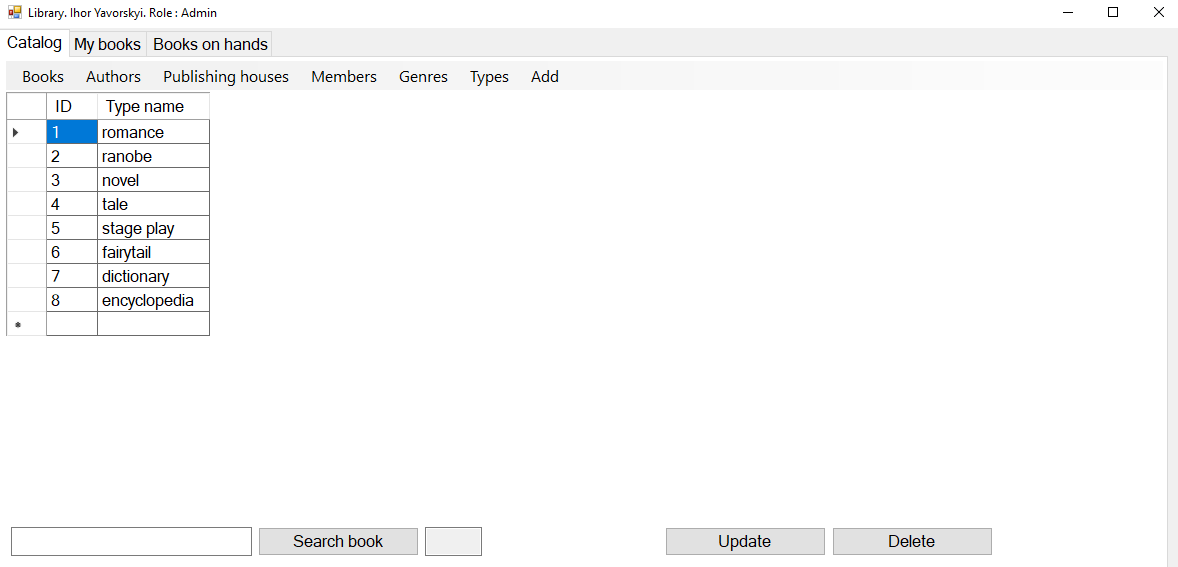 Library. Ihor Yavorskyi. Role : Admin
Catalog My books Books on hands
Books Authors Publishing houses Members Genres Types Add
ID Type name
1 romance
2 ranobe
3 novel
4 tale
5 stage play
6 fairytail
7 dictionary
8 encyclopedia
Search book Update Delete